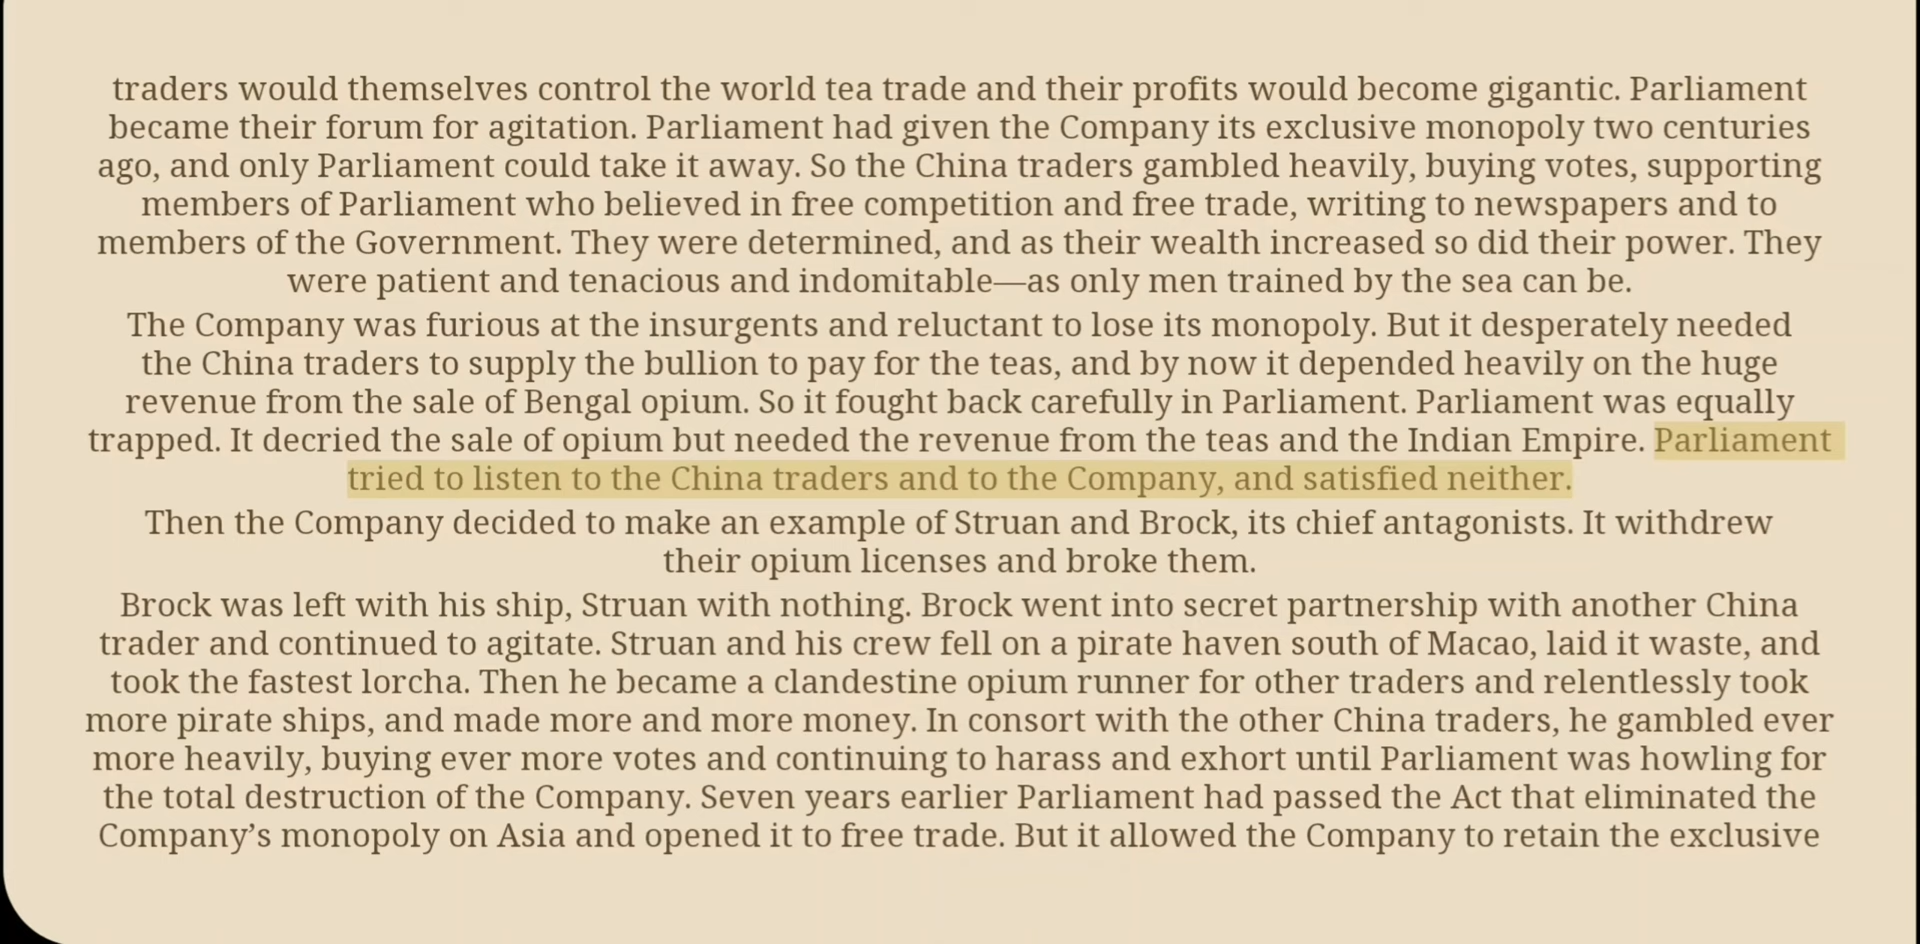 traders would themselves control the world tea trade and their profits would become gigantic. Parliament
became their forum for agitation. Parliament had given the Company its exclusive monopoly two centuries
ago, and only Parliament could take it away. So the China traders gambled heavily, buying votes, supporting
members of Parliament who believed in free competition and free trade, writing to newspapers and to
members of the Government. They were determined, and as their wealth increased so did their power. They
were patient and tenacious and indomitable—as only men trained by the sea can be.
The Company was furious at the insurgents and reluctant to lose its monopoly. But it desperately needed
the China traders to supply the bullion to pay for the teas, and by now it depended heavily on the huge
revenue from the sale of Bengal opium. So it fought back carefully in Parliament. Parliament was equally
trapped. It decried the sale of opium but needed the revenue from the teas and the Indian Empire. Parliament
tried to listen to the China traders and to the Company, and satisfied neither.
Then the Company decided to make an example of Struan and Brock, its chief antagonists. It withdrew
their opium licenses and broke them.
Brock was left with his ship, Struan with nothing. Brock went into secret partnership with another China
trader and continued to agitate. Struan and his crew fell on a pirate haven south of Macao, laid it waste, and
took the fastest lorcha. Then he became a clandestine opium runner for other traders and relentlessly took
more pirate ships, and made more and more money. In consort with the other China traders, he gambled ever
more heavily, buying ever more votes and continuing to harass and exhort until Parliament was howling for
the total destruction of the Company. Seven years earlier Parliament had passed the Act that eliminated the
Company’s monopoly on Asia and opened it to free trade. But it allowed the Company to retain the exclusive